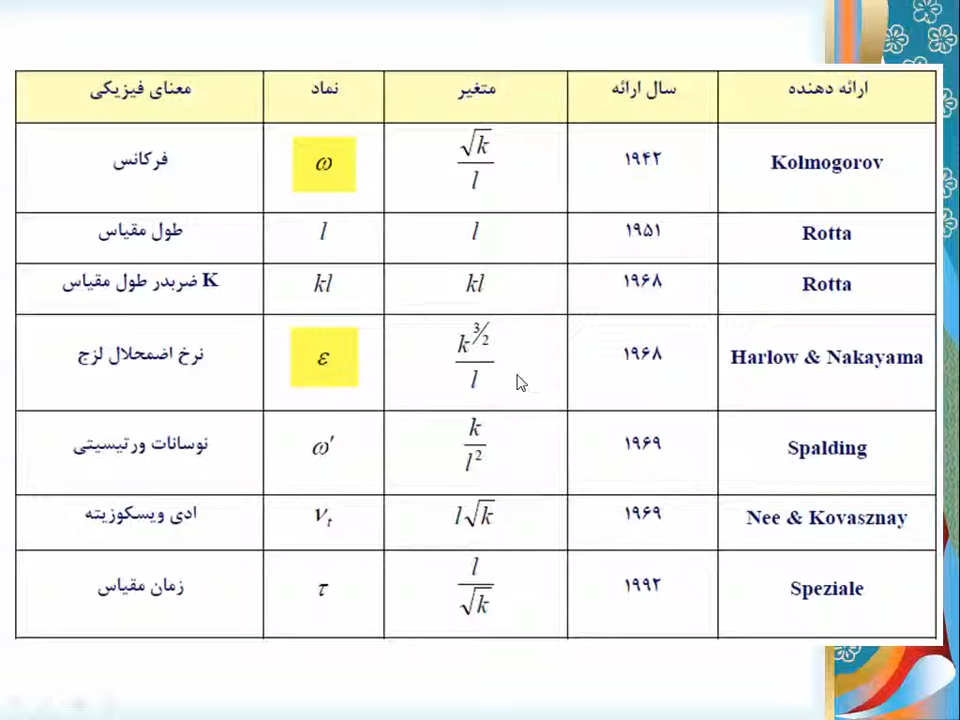 ارائه دهنده	سال ارائه	متغیر	نماد	معنای فیزیکی
Kolmogorov	۱۹۴۲	√k / l	ω	فرکانس
Rotta	۱۹۵۱	l	l	طول مقیاس
Rotta	۱۹۶۸	kl	kl	K ضربدر طول مقیاس
Harlow & Nakayama	۱۹۶۸	k^(3/2) / l	ε	نرخ اضمحلال لزج
Spalding	۱۹۶۹	k / l²	ω′	نوسانات ورتیسیتی
Nee & Kovasznay	۱۹۶۹	l√k	ν_t	ادی ویسکوزیته
Speziale	۱۹۹۲	l / √k	τ	زمان مقیاس